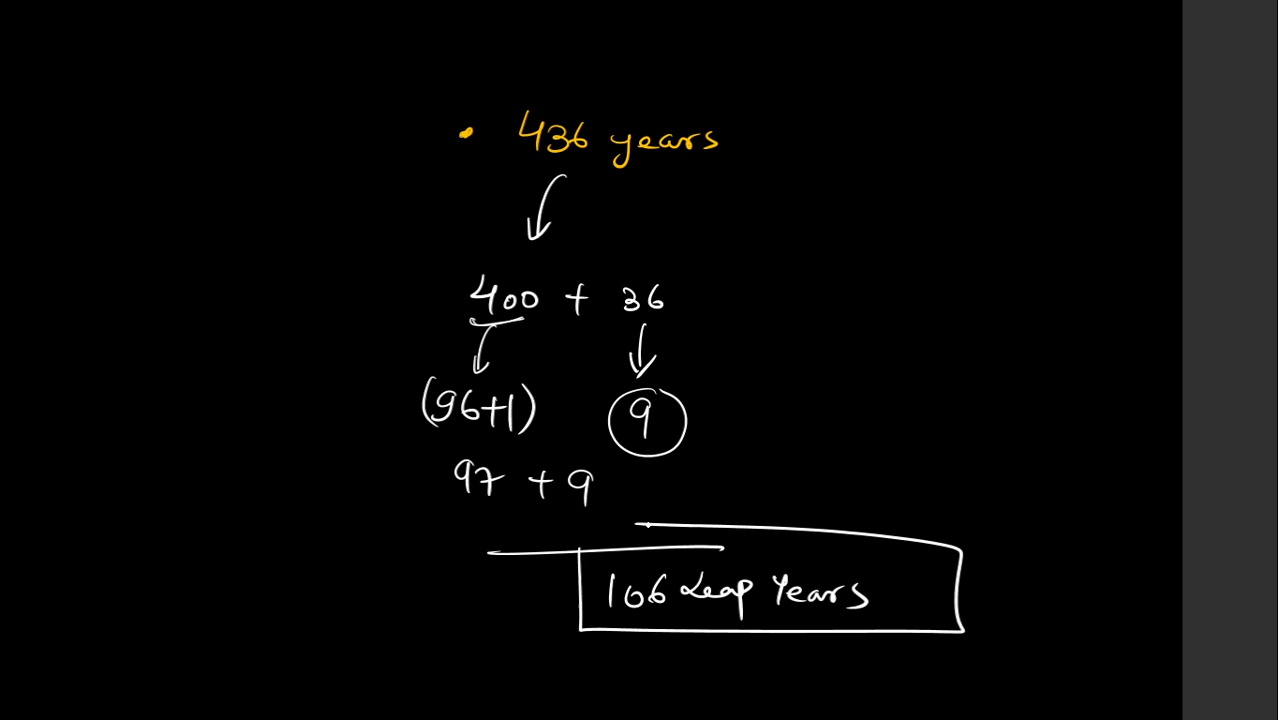 • 436 years
400 + 36
(96+1) 9
97 + 9
106 Leap Years